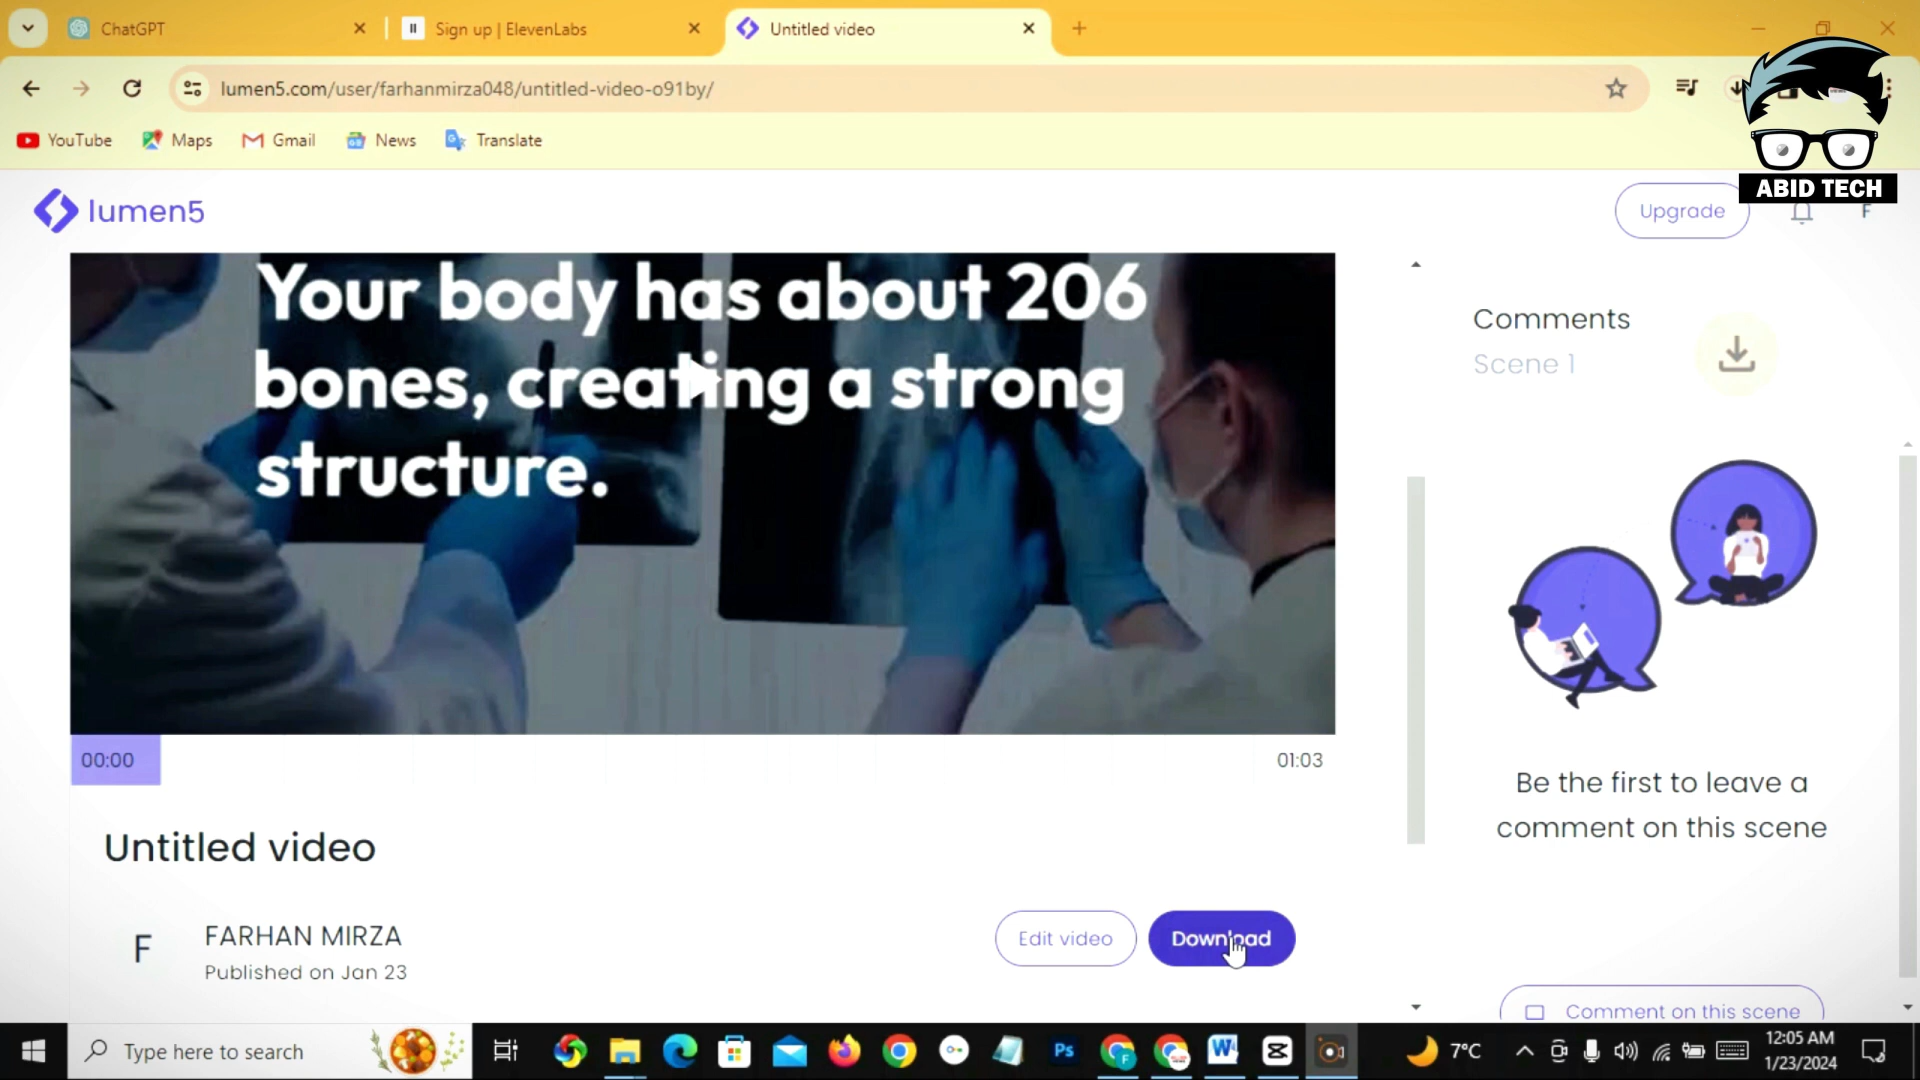 ChatGPT
Sign up | ElevenLabs
Untitled video
lumen5.com/user/farhanmirza048/untitled-video-o91by/
YouTube
Maps
Gmail
News
Translate
ABID TECH
lumen5
Upgrade
F
Your body has about 206
bones, creating a strong
structure.
Comments
Scene 1
00:00
01:03
Be the first to leave a
comment on this scene
Untitled video
F
FARHAN MIRZA
Published on Jan 23
Edit video
Download
Comment on this scene
Type here to search
Ps
F
W
7°C
12:05 AM
1/23/2024